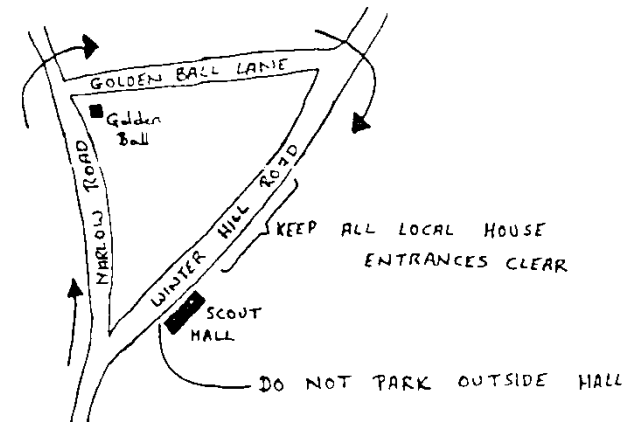 GOLDEN BALL LANE
Golden
Ball
MARLOW ROAD
WINTER HILL ROAD
KEEP ALL LOCAL HOUSE
ENTRANCES CLEAR
SCOUT
HALL
DO NOT PARK OUTSIDE HALL